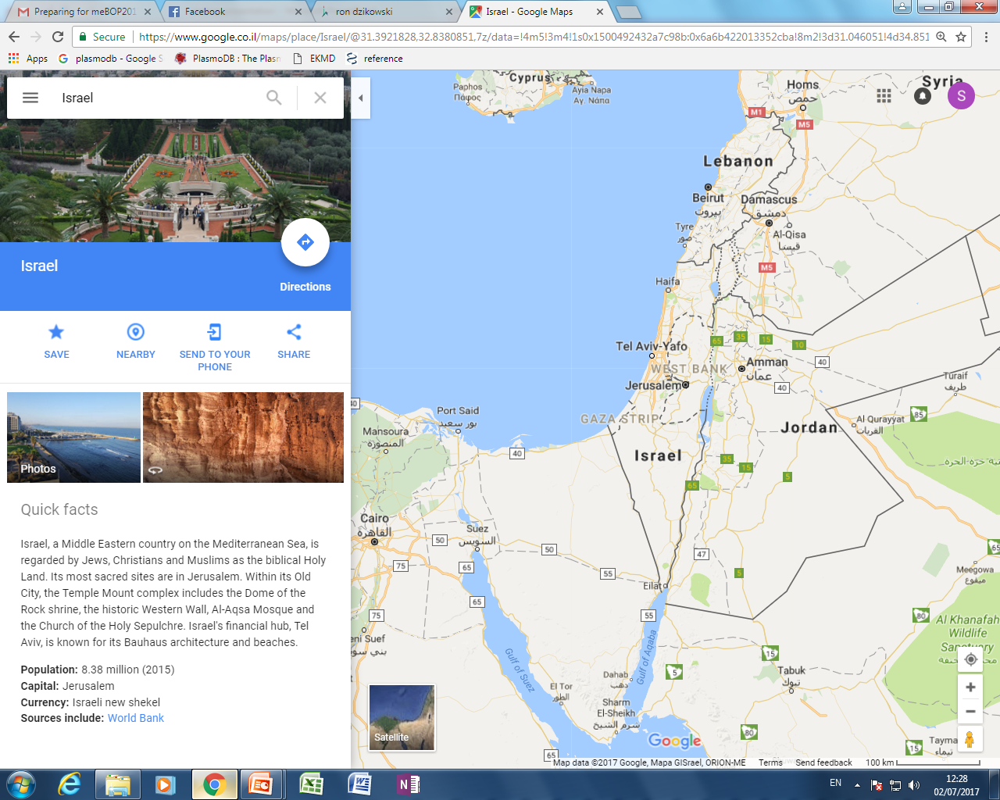 Preparing for meBOP201
Facebook
ron dzikowski
Israel - Google Maps
Secure
https://www.google.co.il/maps/place/Israel/@31.3921828,32.8380851,7z/data=!4m5!3m4!1s0x1500492432a7c98b:0x6a6b422013352cba!8m2!3d31.046051!4d34.851
Apps
plasmodb - Google S
PlasmoDB : The Plasm
EKMD
reference
Israel
Israel
Directions
SAVE
NEARBY
SEND TO YOUR
PHONE
SHARE
Photos
Quick facts
Israel, a Middle Eastern country on the Mediterranean Sea, is
regarded by Jews, Christians and Muslims as the biblical Holy
Land. Its most sacred sites are in Jerusalem. Within its Old
City, the Temple Mount complex includes the Dome of the
Rock shrine, the historic Western Wall, Al-Aqsa Mosque and
the Church of the Holy Sepulchre. Israel's financial hub, Tel
Aviv, is known for its Bauhaus architecture and beaches.
Population: 8.38 million (2015)
Capital: Jerusalem
Currency: Israeli new shekel
Sources include: World Bank
Cyprus
Paphos
Πάφος
Ayia Napa
Αγ. Νάπα
Homs
حمص
Syria
S
M1
M5
Lebanon
Beirut
بيروت
Damascus
دمشق
Tyre
صور
Al-Qisa
M5
Haifa
Tel Aviv-Yafo
65
35
15
10
WEST BANK
Amman
عمان
40
Jerusalem
40
Turaif
طريف
40
Port Said
بور سعيد
GAZA STRIP
85
Al Qurayyat
القريات
Mansoura
المنصورة
Jordan
40
Israel
35
15
5
65
Cairo
القاهرة
Suez
السويس
50
50
47
65
75
65
55
5
Meegowa
ميقوع
Eilat
65
75
55
80
Al Khanafah
Wildlife
Sanctuary
eni Suef
بني سويف
Gulf of Suez
Gulf of Aqaba
15
5
Dahab
دهب
Tabuk
تبوك
El Tor
الطور
Sharm
El-Sheikh
شرم الشيخ
Satellite
Google
80
65
15
Tayma
تيماء
Map data ©2017 Google, Mapa GISrael, ORION-ME
Terms
Send feedback
100 km
EN
12:28
02/07/2017